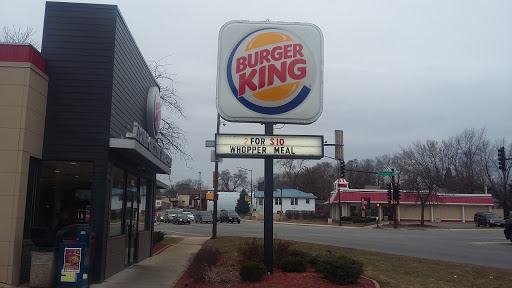 BURGER
KING
2 FOR $10
WHOPPER MEAL